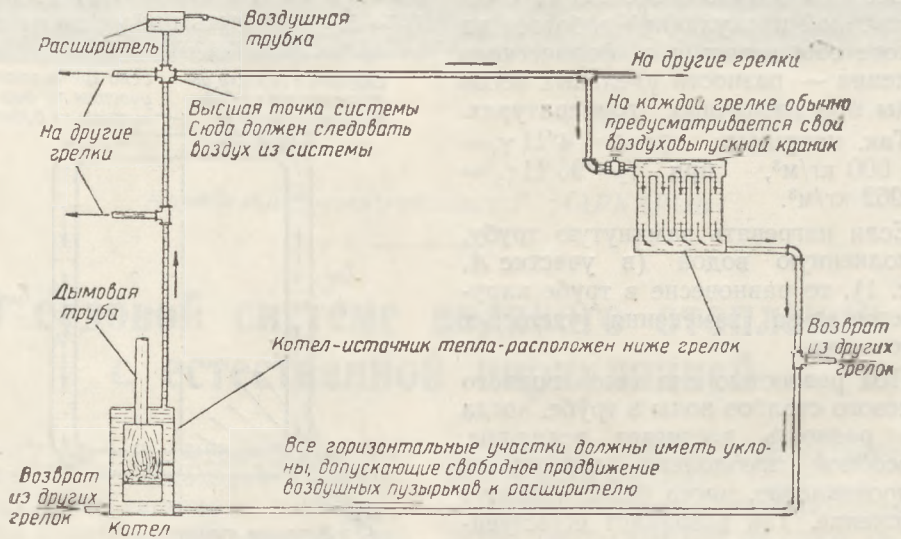 Воздушная
трубка
Расширитель
На другие грелки
Высшая точка системы
Сюда должен следовать
воздух из системы
На другие
грелки
На каждой грелке обычно
предусматривается свой
воздуховыпускной краник
Дымовая
труба
Котел-источник тепла-расположен ниже грелок
Возврат
из других
грелок
Все горизонтальные участки должны иметь укло-
ны, допускающие свободное продвижение
воздушных пузырьков к расширителю
Возврат
из других
грелок
Котел